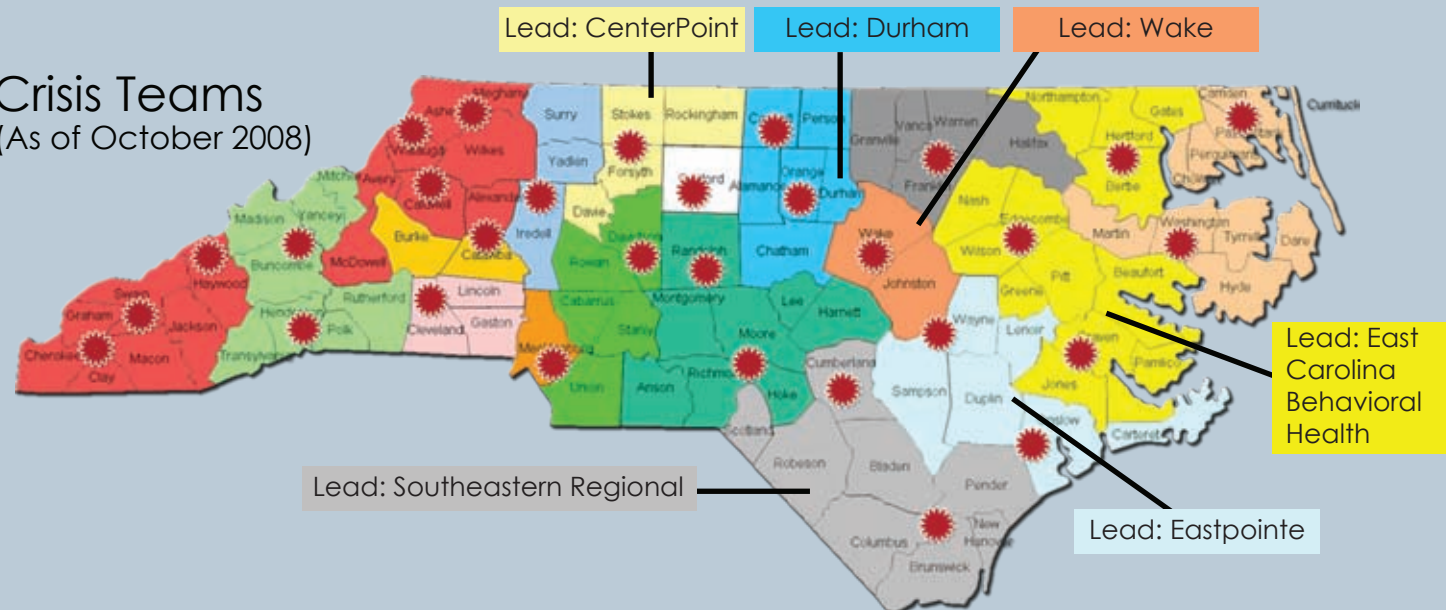 Lead: CenterPoint
Lead: Durham
Lead: Wake
Crisis Teams
(As of October 2008)
Ashe
Surry
Stokes
Rockingham
Person
Vance
Warren
Northampton
Gates
Camden
Currituck
Granville
Halifax
Hertford
Wilkes
Yadkin
Forsyth
Orange
Avery
Alamance
Durham
Bertie
Madison
Yancey
Caldwell
Alexander
Davie
Nash
Edgecombe
Washington
Burke
Iredell
Wake
Martin
Tyrrell
Dare
Buncombe
McDowell
Catawba
Rowan
Randolph
Chatham
Wilson
Haywood
Pitt
Beaufort
Swain
Rutherford
Lincoln
Johnston
Greene
Hyde
Graham
Jackson
Cleveland
Gaston
Cabarrus
Montgomery
Lee
Harnett
Wayne
Lenoir
Cherokee
Macon
Polk
Stanly
Moore
Pamlico
Clay
Cumberland
Jones
Union
Anson
Hoke
Sampson
Duplin
Carteret
Scotland
Robeson
Bladen
Pender
Columbus
New
Hanover
Brunswick
Lead: East
Carolina
Behavioral
Health
Lead: Southeastern Regional
Lead: Eastpointe